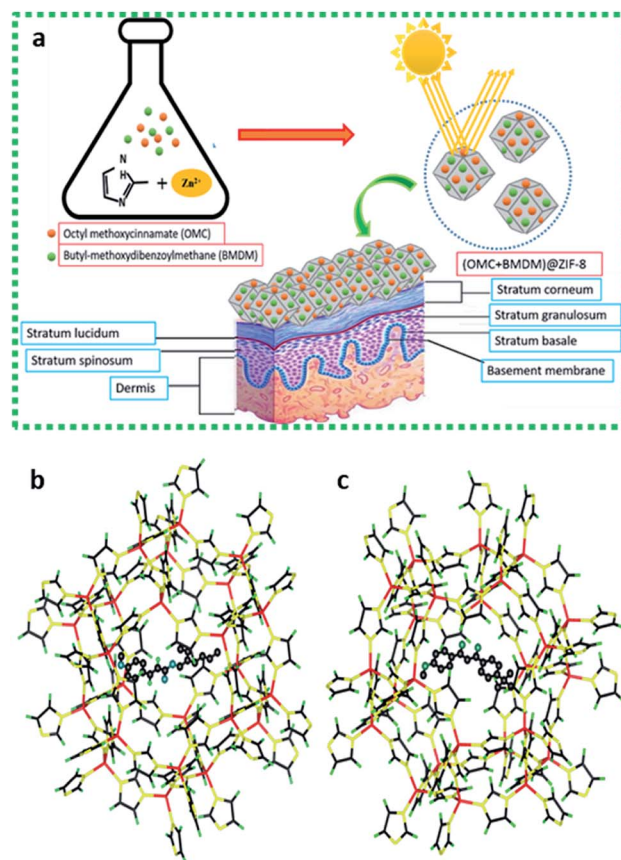 a
N
H
N
+
Zn²⁺
Octyl methoxycinnamate (OMC)
Butyl-methoxydibenzoylmethane (BMDM)
(OMC+BMDM)@ZIF-8
Stratum corneum
Stratum granulosum
Stratum basale
Basement membrane
Stratum lucidum
Stratum spinosum
Dermis
b
c